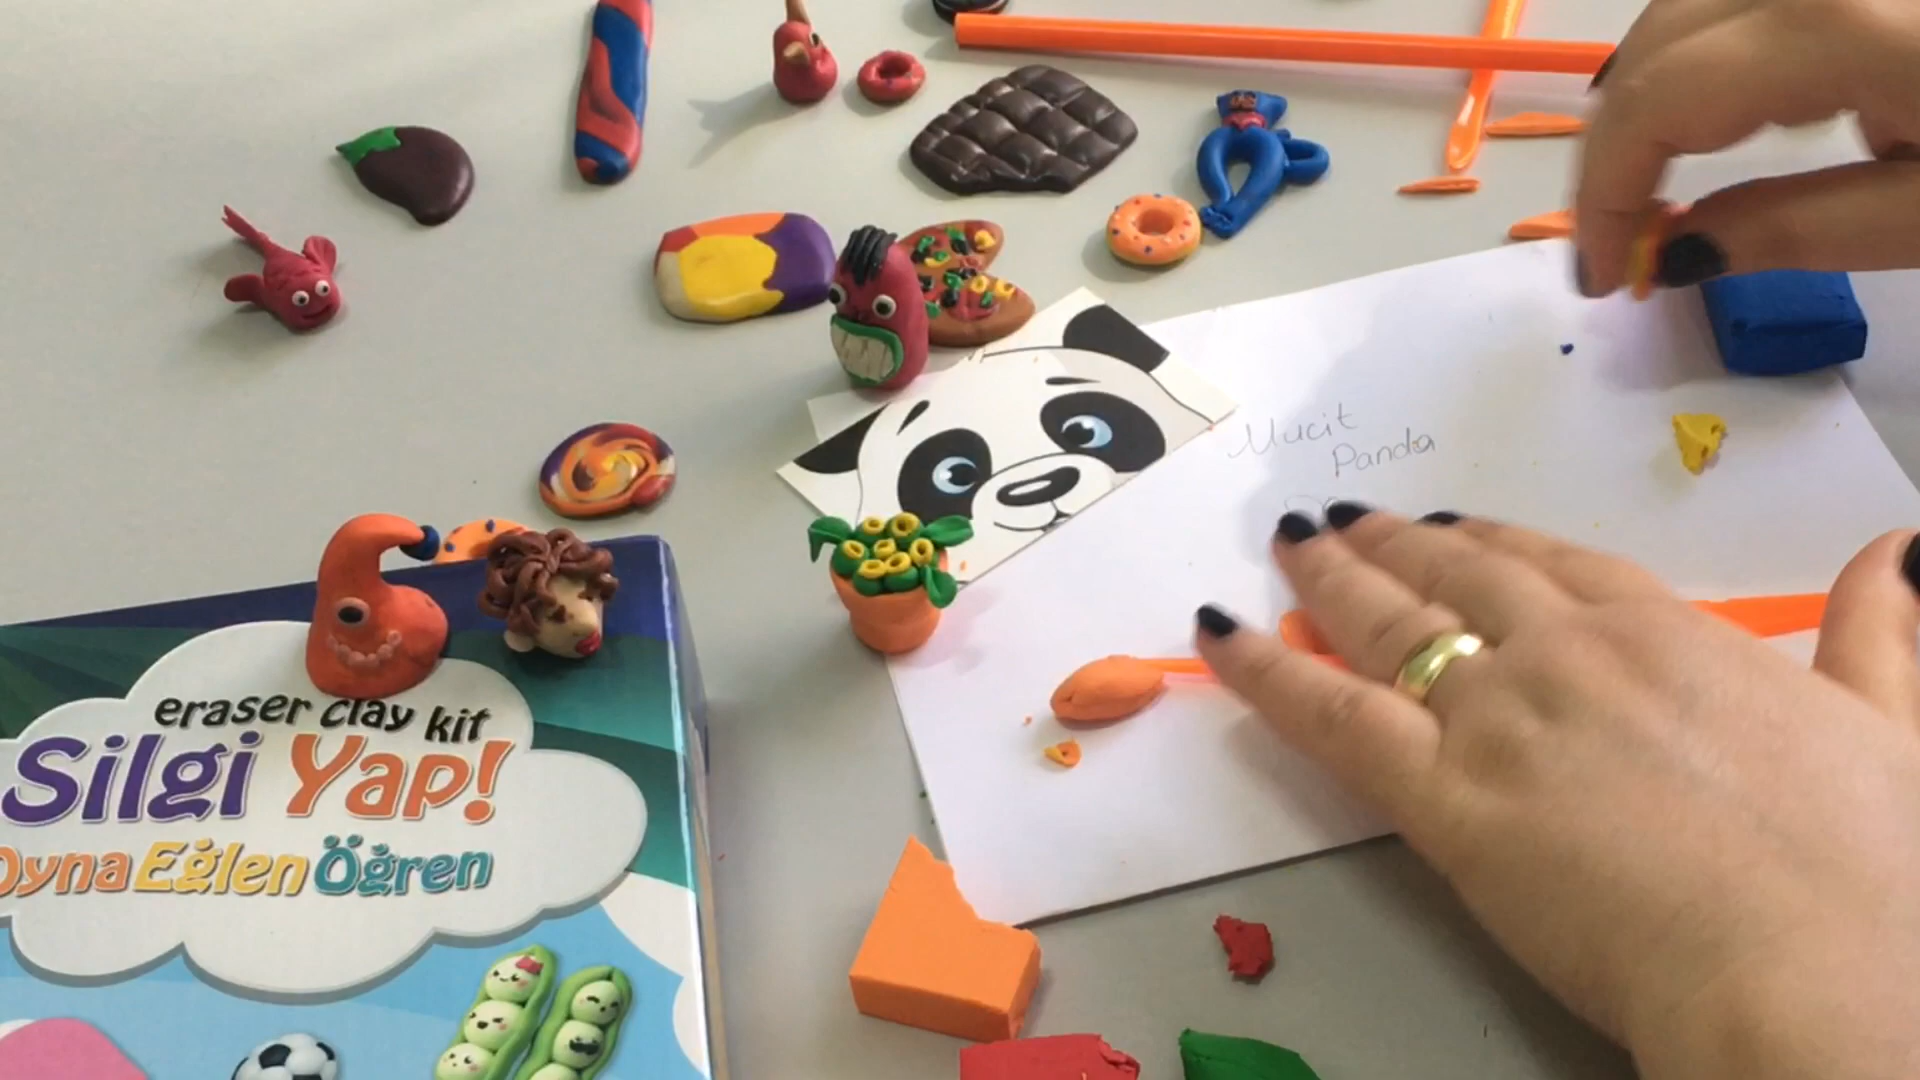 Mucit
Panda
eraser clay kit
Silgi Yap!
Oyna Eğlen Öğren